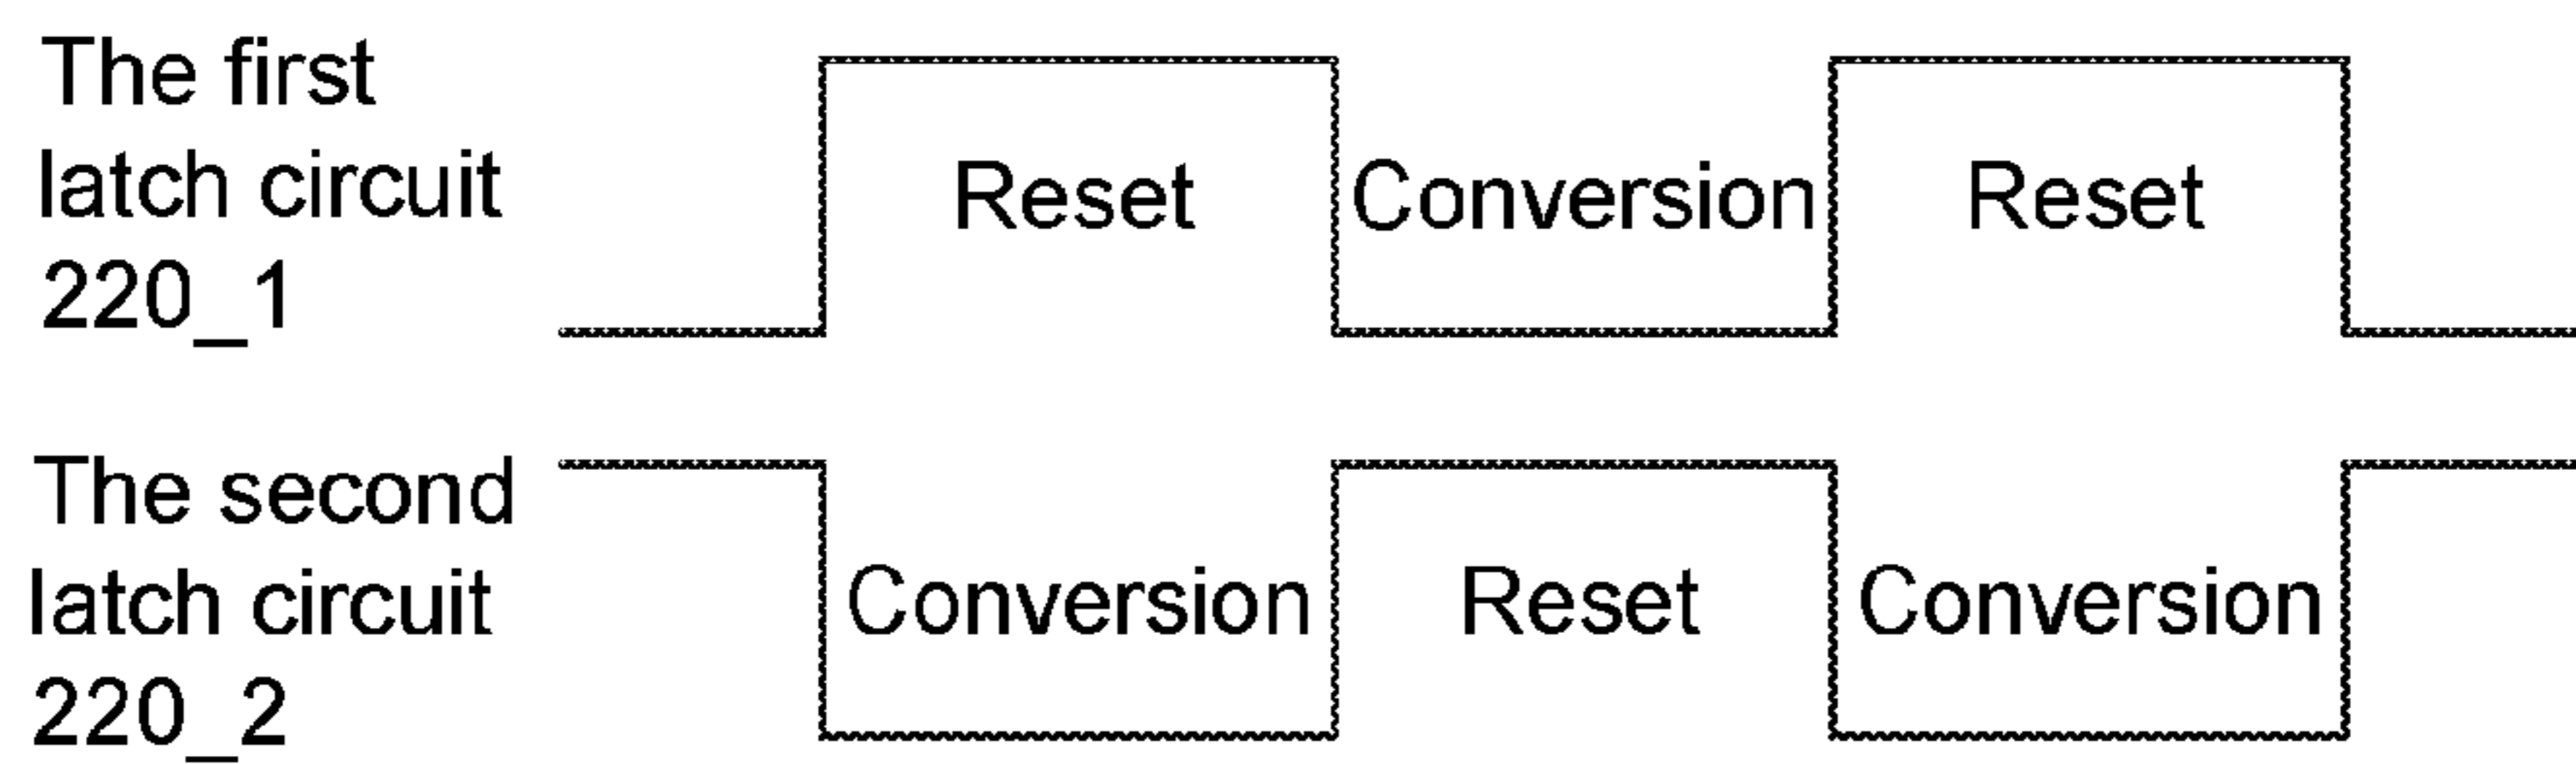 The first
latch circuit
220_1
Reset
Conversion
Reset
The second
latch circuit
220_2
Conversion
Reset
Conversion